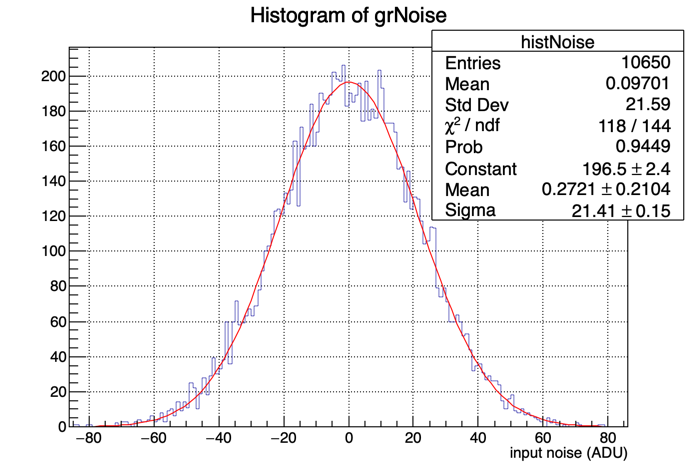 Histogram of grNoise
histNoise
Entries 10650
Mean 0.09701
Std Dev 21.59
χ² / ndf 118 / 144
Prob 0.9449
Constant 196.5 ± 2.4
Mean 0.2721 ± 0.2104
Sigma 21.41 ± 0.15
200
180
160
140
120
100
80
60
40
20
0
−80 −60 −40 −20 0 20 40 60 80
input noise (ADU)